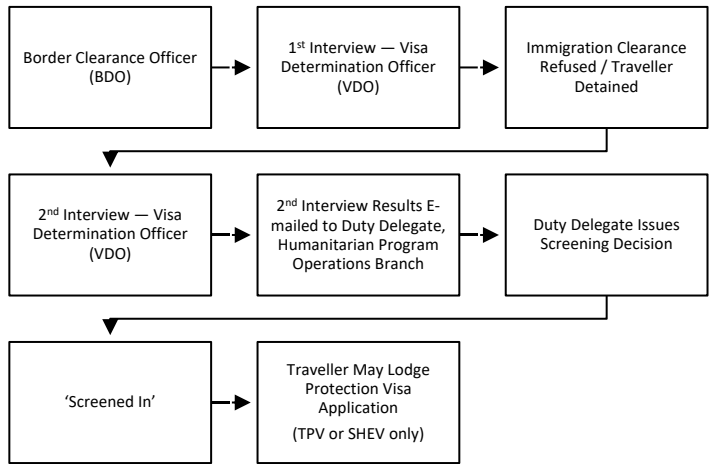 Border Clearance Officer
(BDO)
1st Interview — Visa
Determination Officer
(VDO)
Immigration Clearance
Refused / Traveller
Detained
2nd Interview — Visa
Determination Officer
(VDO)
2nd Interview Results E-
mailed to Duty Delegate,
Humanitarian Program
Operations Branch
Duty Delegate Issues
Screening Decision
‘Screened In’
Traveller May Lodge
Protection Visa
Application
(TPV or SHEV only)